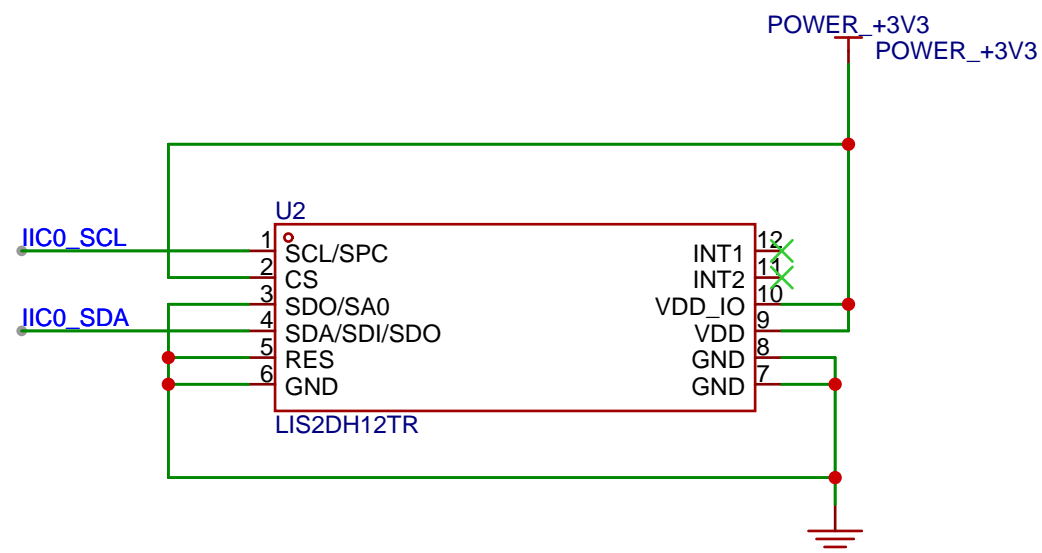 POWER_+3V3
POWER_+3V3
U2
IIC0_SCL
1 SCL/SPC
2 CS
3 SDO/SA0
IIC0_SDA
4 SDA/SDI/SDO
5 RES
6 GND
INT1 12
INT2 11
VDD_IO 10
VDD 9
GND 8
GND 7
LIS2DH12TR